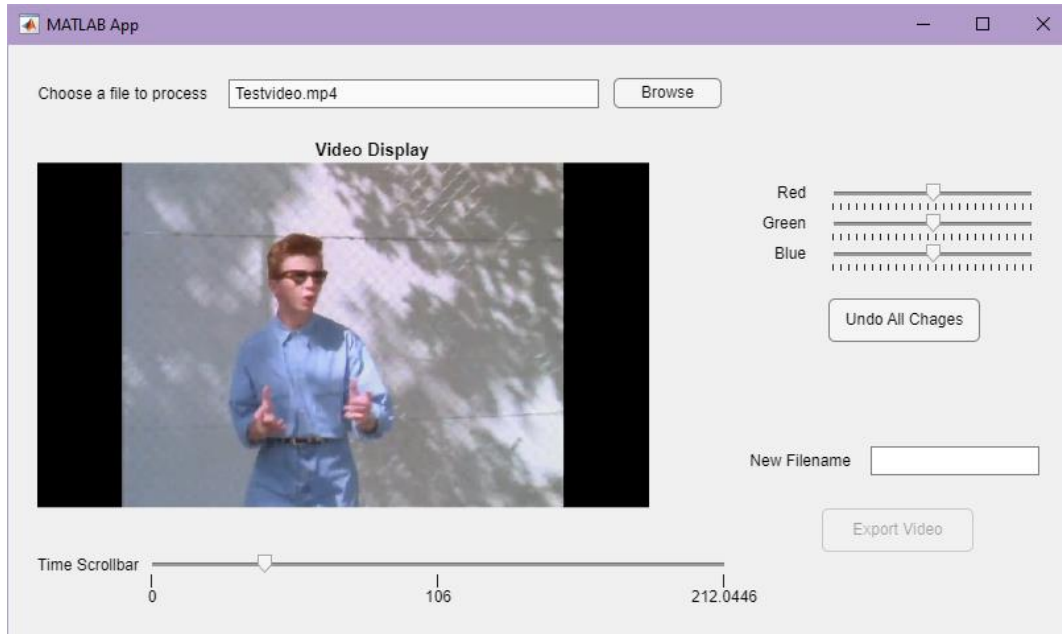 MATLAB App
Choose a file to process Testvideo.mp4 Browse
Video Display
Red
Green
Blue
Undo All Chages
New Filename
Export Video
Time Scrollbar
0 106 212.0446